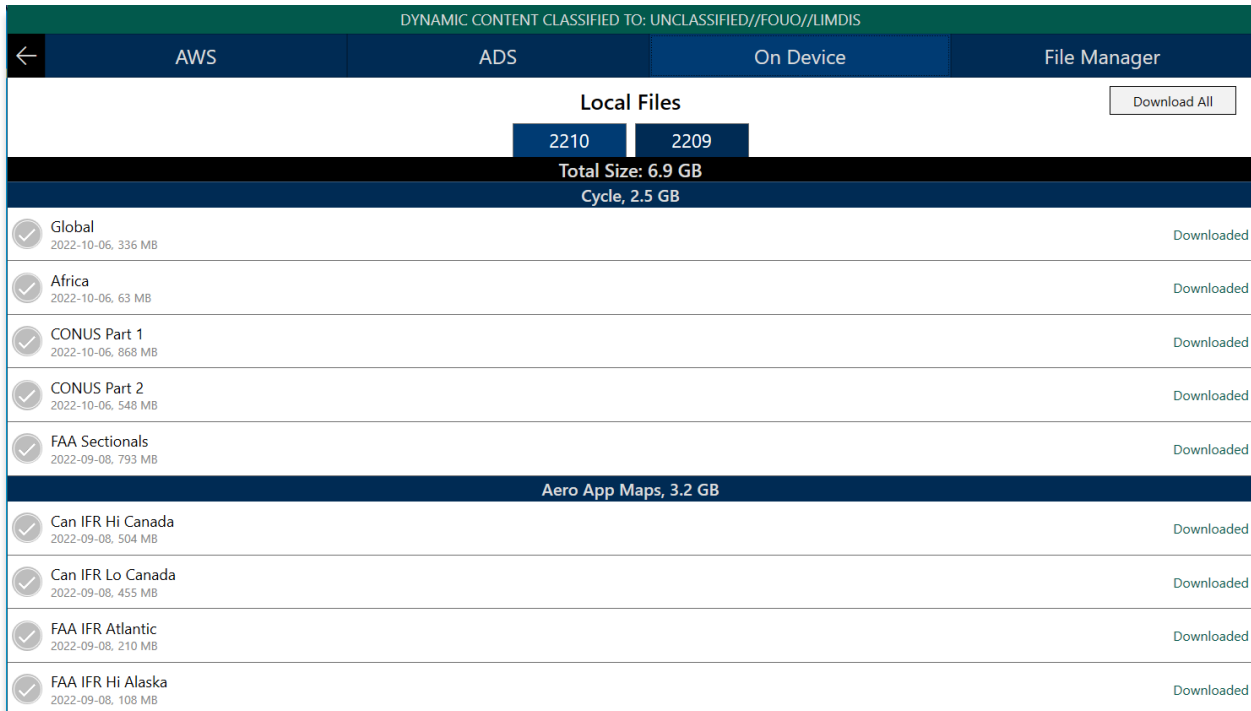 DYNAMIC CONTENT CLASSIFIED TO: UNCLASSIFIED//FOUO//LIMDIS
AWS ADS On Device File Manager
Local Files Download All
2210 2209
Total Size: 6.9 GB
Cycle, 2.5 GB
Global
2022-10-06, 336 MB Downloaded
Africa
2022-10-06, 63 MB Downloaded
CONUS Part 1
2022-10-06, 868 MB Downloaded
CONUS Part 2
2022-10-06, 548 MB Downloaded
FAA Sectionals
2022-09-08, 793 MB Downloaded
Aero App Maps, 3.2 GB
Can IFR Hi Canada
2022-09-08, 504 MB Downloaded
Can IFR Lo Canada
2022-09-08, 455 MB Downloaded
FAA IFR Atlantic
2022-09-08, 210 MB Downloaded
FAA IFR Hi Alaska
2022-09-08, 108 MB Downloaded